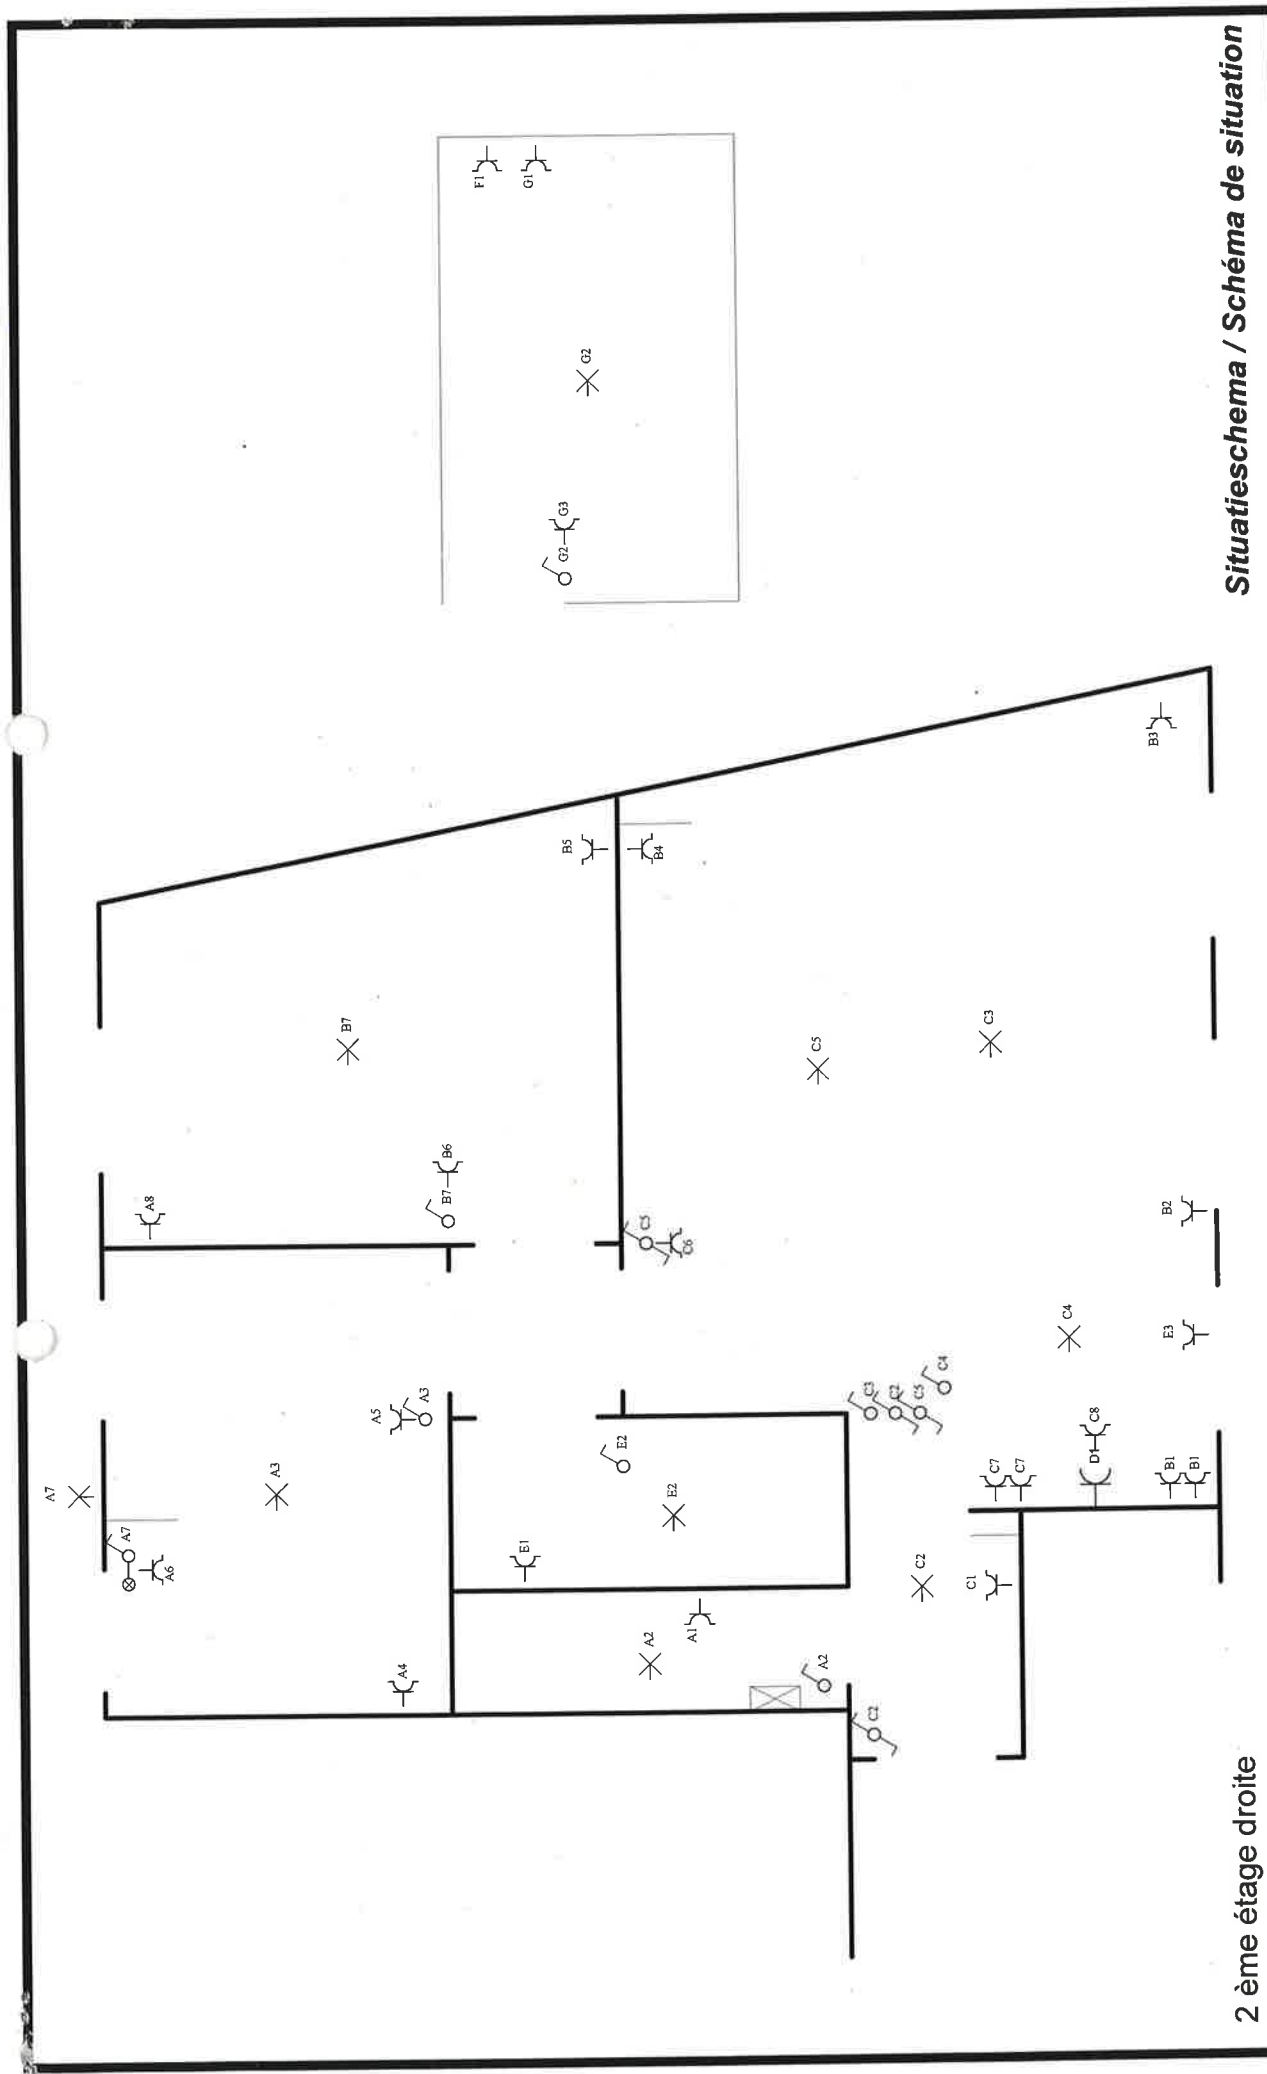 A7
A7
A6
A3
A4
A5
A3
A8
B7
B7
B6
B5
B4
B3
C5
C6
C5
C3
E1
E2
E2
A2
A1
A2
C2
C2
C1
C3
C2
C5
C4
C4
C7
C7
D1
C8
B1
B1
E3
B2
F1
G1
G2
G2
G3
2 ème étage droite
Situatieschema / Schéma de situation